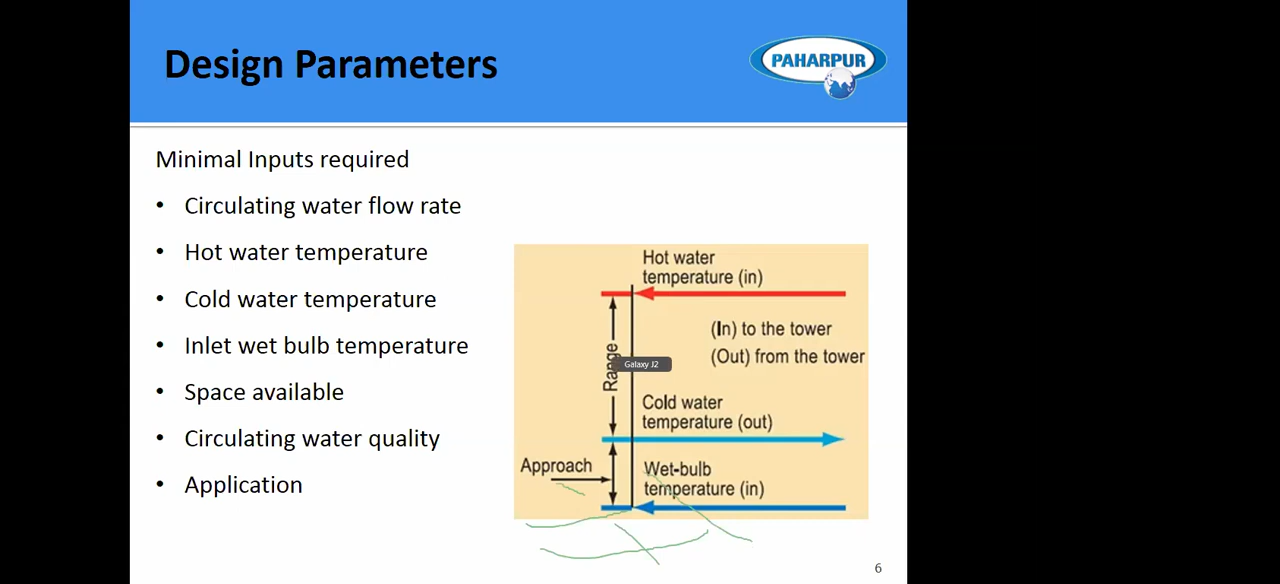 Design Parameters
PAHARPUR
Minimal Inputs required
• Circulating water flow rate
• Hot water temperature
• Cold water temperature
• Inlet wet bulb temperature
• Space available
• Circulating water quality
• Application
Hot water
temperature (in)
(In) to the tower
(Out) from the tower
Range
Galaxy J2
Cold water
temperature (out)
Approach
Wet-bulb
temperature (in)
6